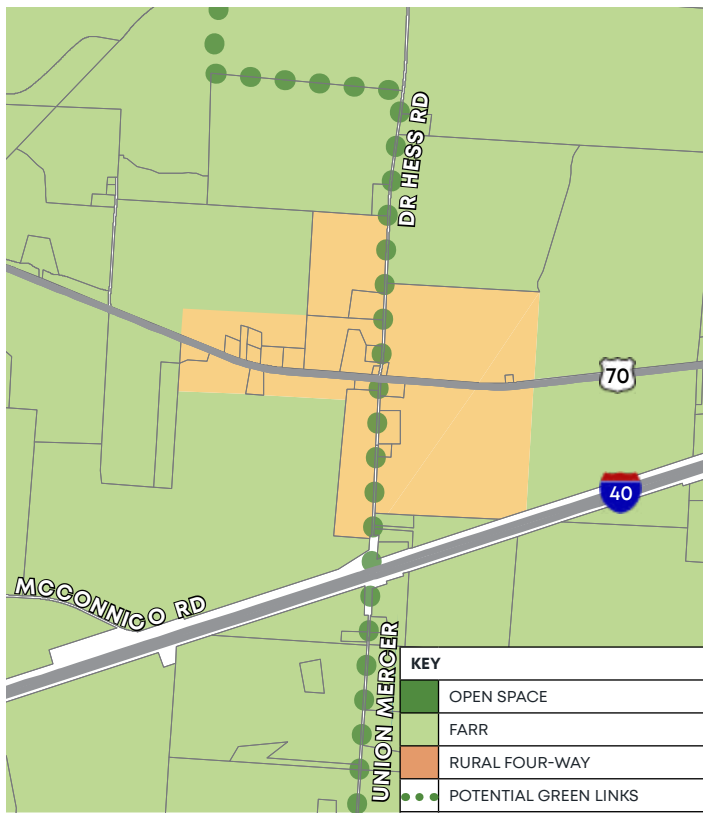 DR HESS RD
70
40
MCCONNICO RD
UNION MERCER
KEY
OPEN SPACE
FARR
RURAL FOUR-WAY
POTENTIAL GREEN LINKS